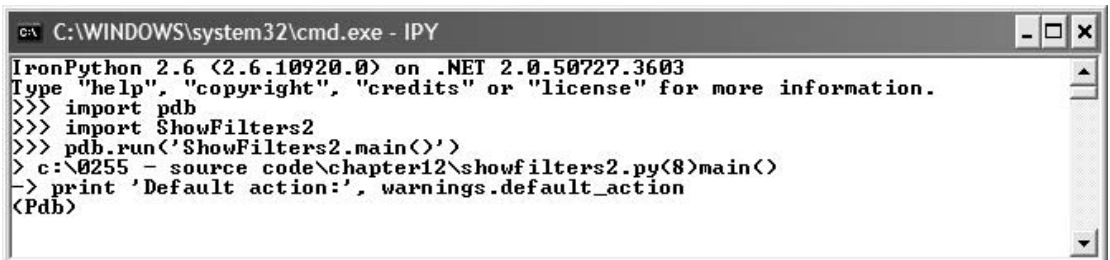 C:\WINDOWS\system32\cmd.exe - IPY
IronPython 2.6 (2.6.10920.0) on .NET 2.0.50727.3603
Type "help", "copyright", "credits" or "license" for more information.
>>> import pdb
>>> import ShowFilters2
>>> pdb.run('ShowFilters2.main()')
> c:\0255 - source code\chapter12\showfilters2.py(8)main()
-> print 'Default action:', warnings.default_action
(Pdb)